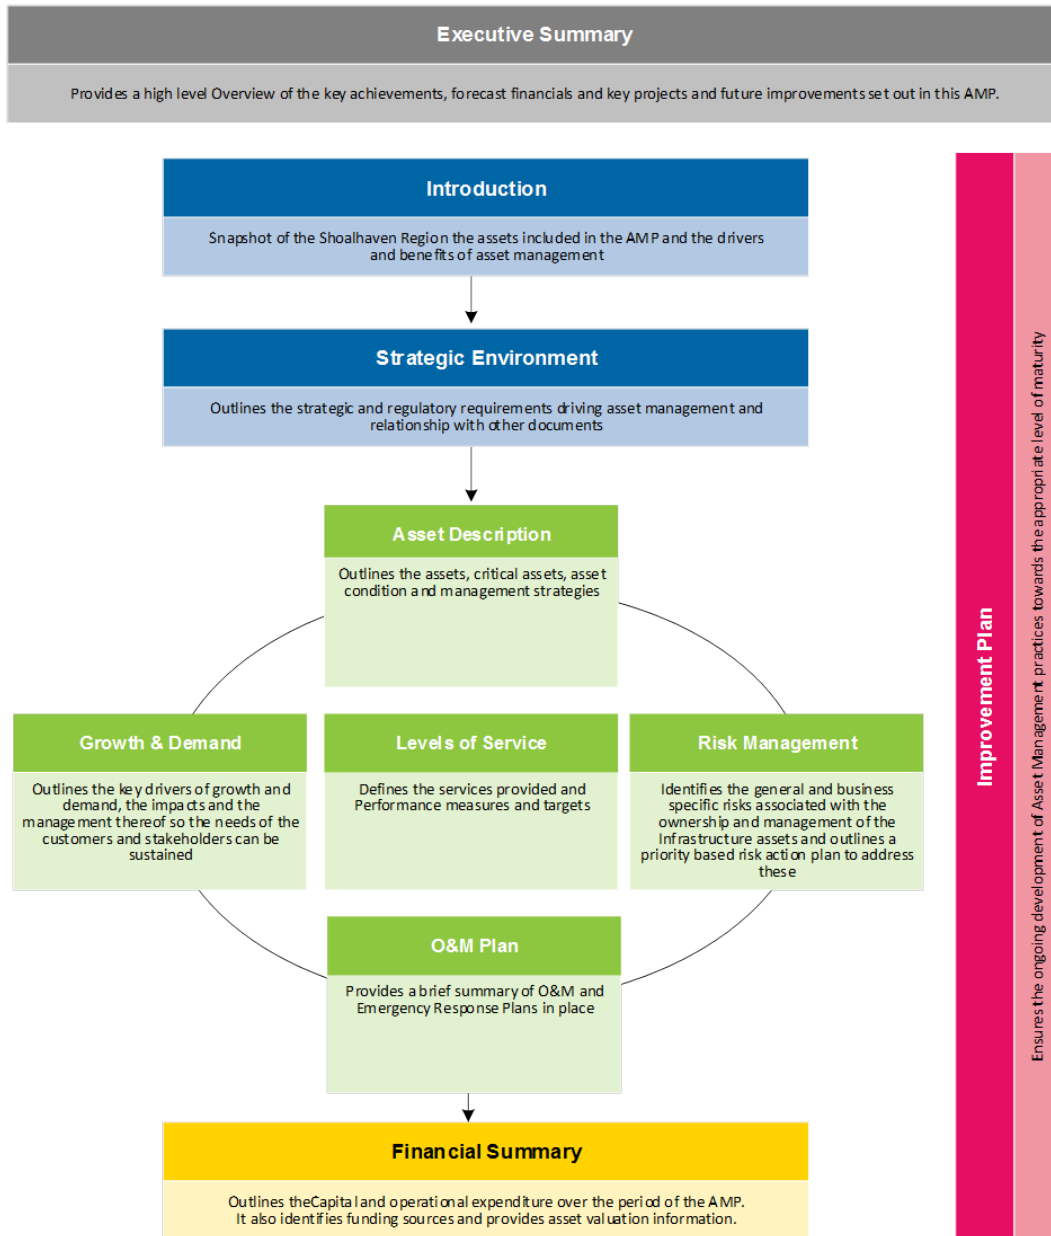 Executive Summary
Provides a high level Overview of the key achievements, forecast financials and key projects and future improvements set out in this AMP.
Introduction
Snapshot of the Shoalhaven Region the assets included in the AMP and the drivers
and benefits of asset management
Strategic Environment
Outlines the strategic and regulatory requirements driving asset management and
relationship with other documents
Asset Description
Outlines the assets, critical assets, asset
condition and management strategies
Growth & Demand
Outlines the key drivers of growth and
demand, the impacts and the
management thereof so the needs of the
customers and stakeholders can be
sustained
Levels of Service
Defines the services provided and
Performance measures and targets
Risk Management
Identifies the general and business
specific risks associated with the
ownership and management of the
Infrastructure assets and outlines a
priority based risk action plan to address
these
O&M Plan
Provides a brief summary of O&M and
Emergency Response Plans in place
Financial Summary
Outlines theCapital and operational expenditure over the period of the AMP.
It also identifies funding sources and provides asset valuation information.
Improvement Plan
Ensures the ongoing development of Asset Management practices towards the appropriate level of maturity